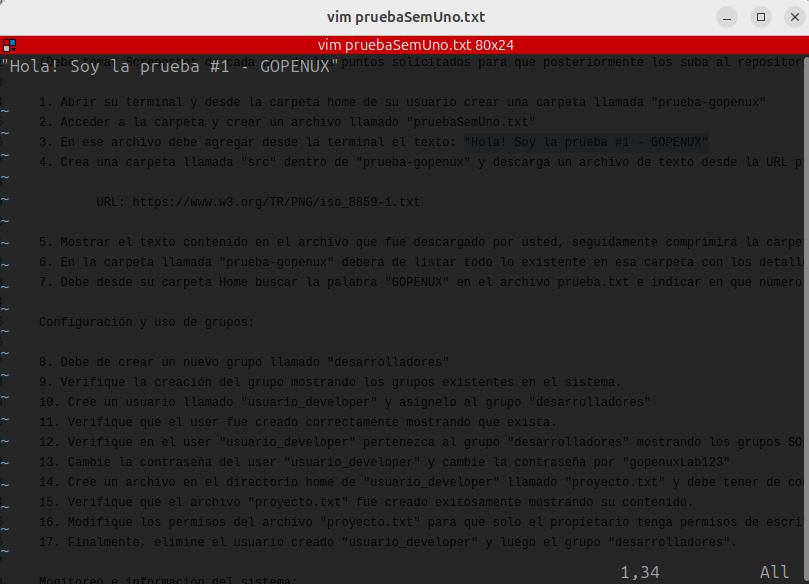 vim pruebaSemUno.txt
vim pruebaSemUno.txt 80x24
"Hola! Soy la prueba #1 - GOPENUX"
puntos solicitados para que posteriormente los suba al repositor
1. Abrir su terminal y desde la carpeta home de su usuario crear una carpeta llamada "prueba-gopenux"
2. Acceder a la carpeta y crear un archivo llamado "pruebaSemUno.txt"
3. En ese archivo debe agregar desde la terminal el texto: "Hola! Soy la prueba #1 - GOPENUX"
4. Crea una carpeta llamada "src" dentro de "prueba-gopenux" y descarga un archivo de texto desde la URL p
URL: https://www.w3.org/TR/PNG/iso_8859-1.txt
5. Mostrar el texto contenido en el archivo que fue descargado por usted, seguidamente comprimirá la carpe
6. En la carpeta llamada "prueba-gopenux" deberá de listar todo lo existente en esa carpeta con los detall
7. Debe desde su carpeta Home buscar la palabra "GOPENUX" en el archivo prueba.txt e indicar en qué número
Configuración y uso de grupos:
8. Debe de crear un nuevo grupo llamado "desarrolladores"
9. Verifique la creación del grupo mostrando los grupos existentes en el sistema.
10. Cree un usuario llamado "usuario_developer" y asignelo al grupo "desarrolladores"
11. Verifique que el user fue creado correctamente mostrando que exista.
12. Verifique en el user "usuario_developer" pertenezca al grupo "desarrolladores" mostrando los grupos SO
13. Cambie la contraseña del user "usuario_developer" y cambie la contraseña por "gopenuxLab123"
14. Cree un archivo en el directorio home de "usuario_developer" llamado "proyecto.txt" y debe tener de co
15. Verifique que el archivo "proyecto.txt" fue creado exitosamente mostrando su contenido.
16. Modifique los permisos del archivo "proyecto.txt" para que solo el propietario tenga permisos de escri
17. Finalmente, elimine el usuario creado "usuario_developer" y luego el grupo "desarrolladores".
Monitoreo e información del sistema:
1,34 All